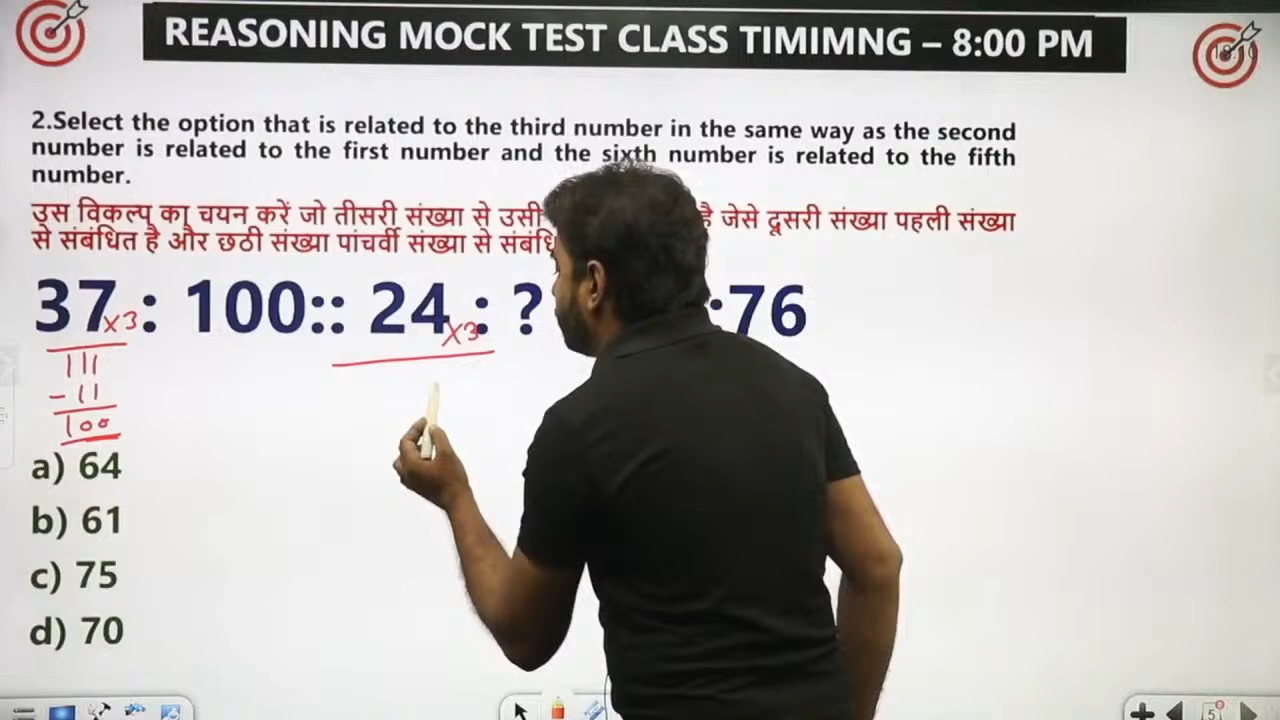 REASONING MOCK TEST CLASS TIMIMNG – 8:00 PM
2.Select the option that is related to the third number in the same way as the second
number is related to the first number and the sixth number is related to the fifth
number.
उस विकल्प का चयन करें जो तीसरी संख्या से उसी है जेसे दूसरी संख्या पहली संख्या
से संबंधित है और छठी संख्या पांचवीं संख्या से
37 : 100:: 24 : ? :76
×3 ×3
111
-11
100
a) 64
b) 61
c) 75
d) 70
5